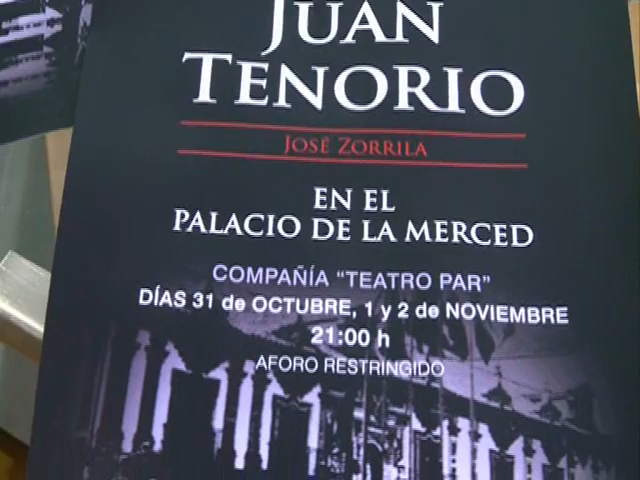 JUAN
TENORIO
JOSÉ ZORRILA
EN EL
PALACIO DE LA MERCED
COMPAÑÍA "TEATRO PAR"
DÍAS 31 de OCTUBRE, 1 y 2 de NOVIEMBRE
21:00 h
AFORO RESTRINGIDO